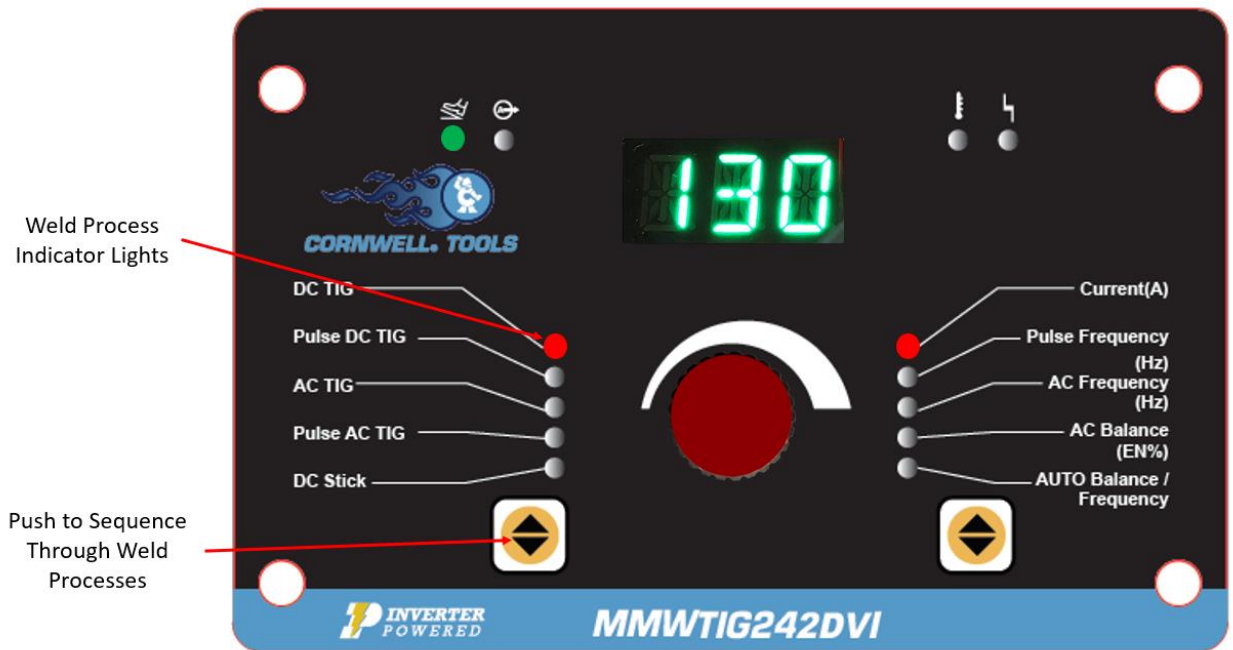 130
Weld Process
Indicator Lights
CORNWELL. TOOLS
DC TIG
Pulse DC TIG
AC TIG
Pulse AC TIG
DC Stick
Current(A)
Pulse Frequency
(Hz)
AC Frequency
(Hz)
AC Balance
(EN%)
AUTO Balance /
Frequency
Push to Sequence
Through Weld
Processes
INVERTER
POWERED
MMWTIG242DVI